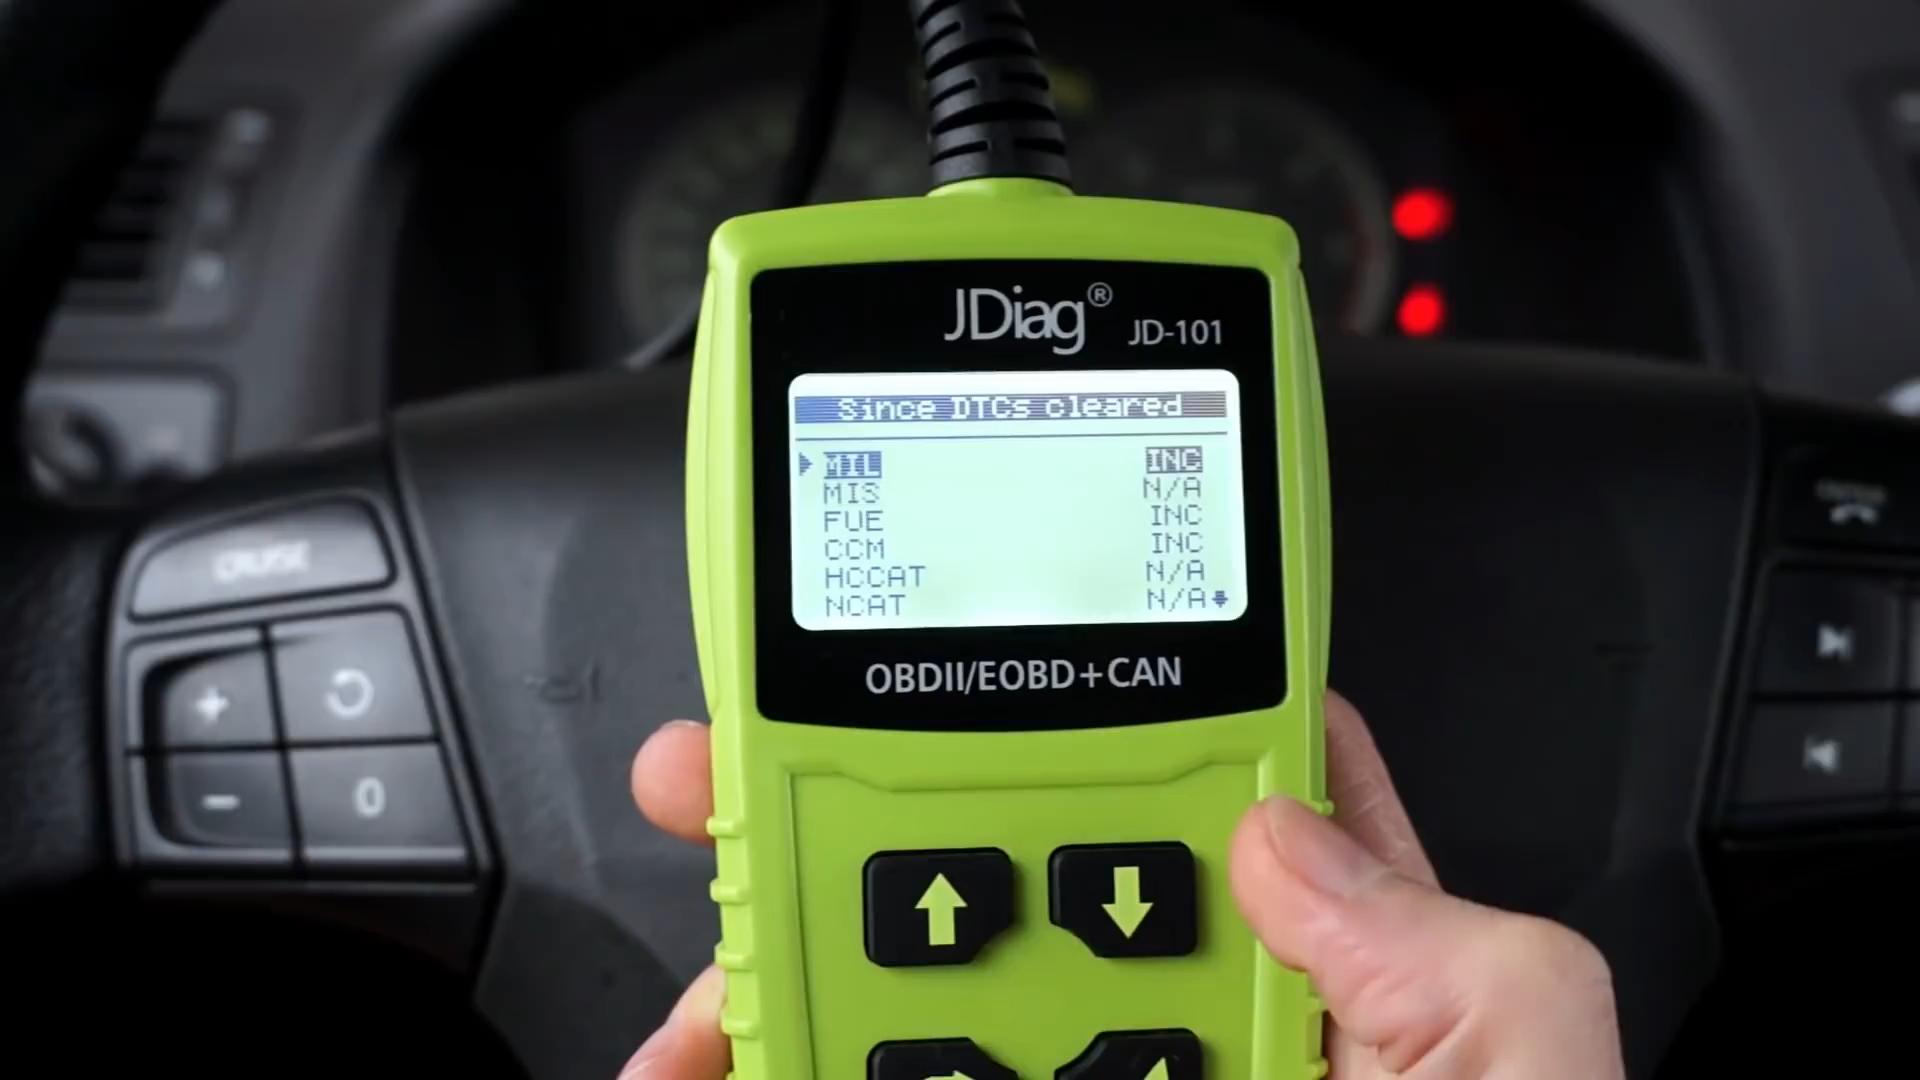 JDiag® JD-101
Since DTCs cleared
MIL INC
MIS N/A
FUE INC
CCM INC
HCCAT N/A
NCAT N/A
OBDII/EOBD+CAN
CRUISE
+
−
0